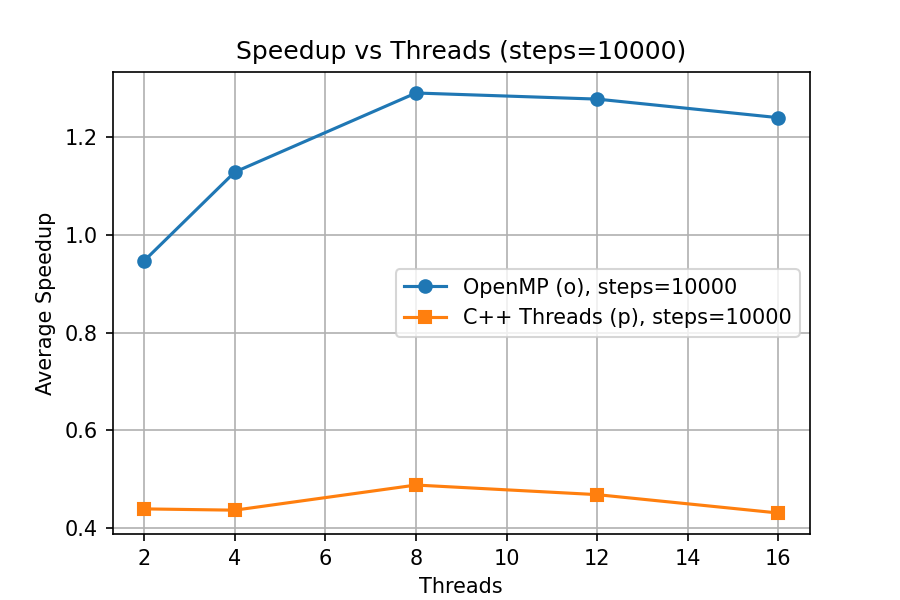 Speedup vs Threads (steps=10000)
Average Speedup
1.2
1.0
0.8
0.6
0.4
OpenMP (o), steps=10000
C++ Threads (p), steps=10000
2 4 6 8 10 12 14 16
Threads